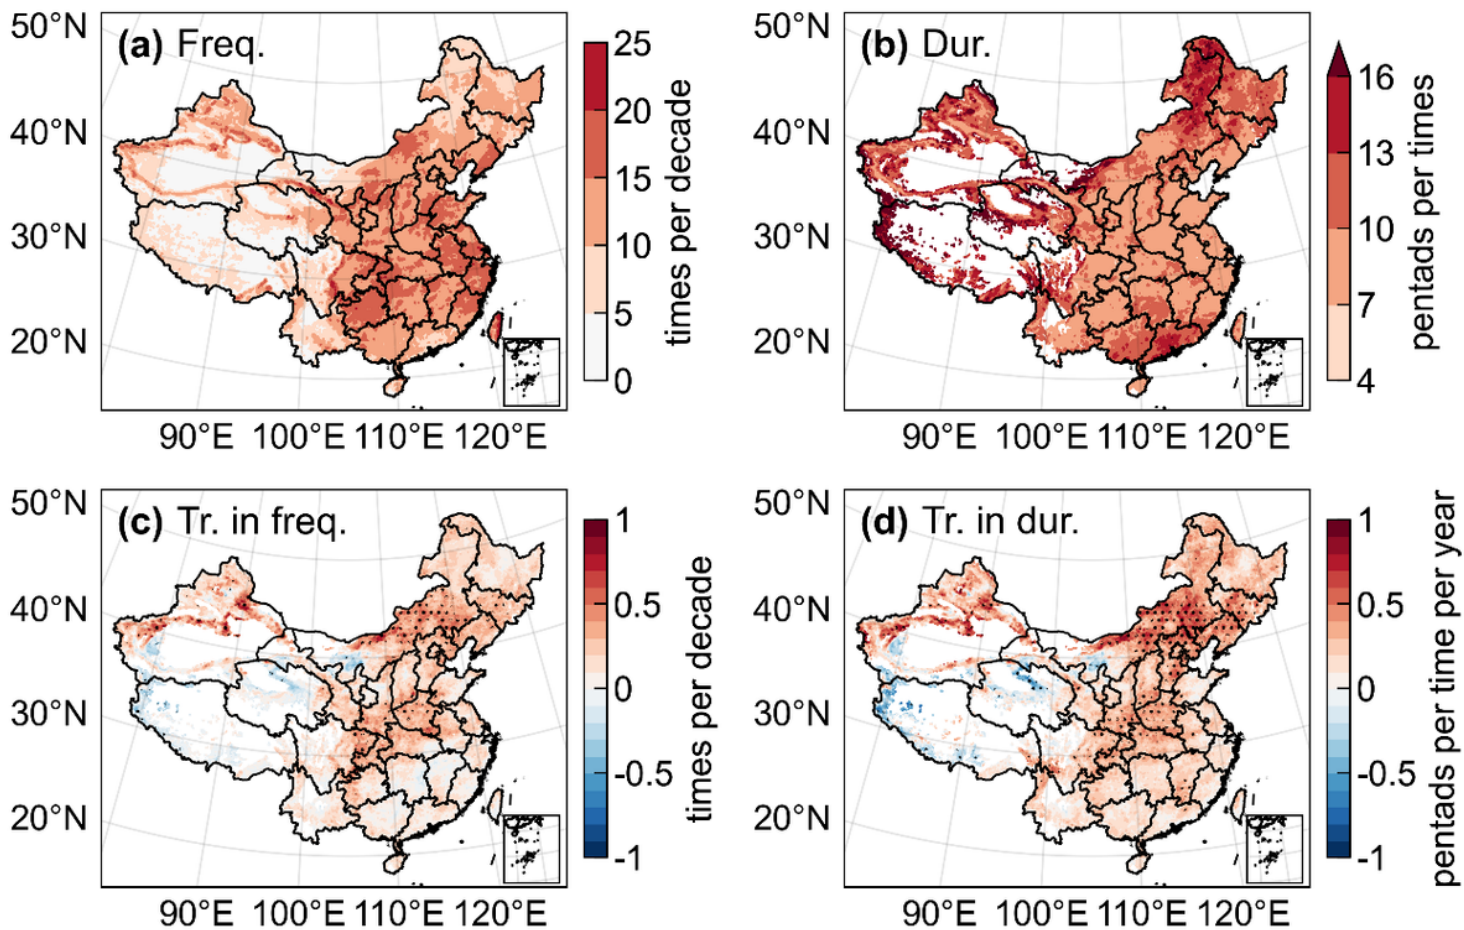 (a) Freq.
50°N
40°N
30°N
20°N
90°E 100°E 110°E 120°E
25
20
15
10
5
0
times per decade
(b) Dur.
50°N
40°N
30°N
20°N
90°E 100°E 110°E 120°E
16
13
10
7
4
pentads per times
(c) Tr. in freq.
50°N
40°N
30°N
20°N
90°E 100°E 110°E 120°E
1
0.5
0
-0.5
-1
times per decade
(d) Tr. in dur.
50°N
40°N
30°N
20°N
90°E 100°E 110°E 120°E
1
0.5
0
-0.5
-1
pentads per time per year